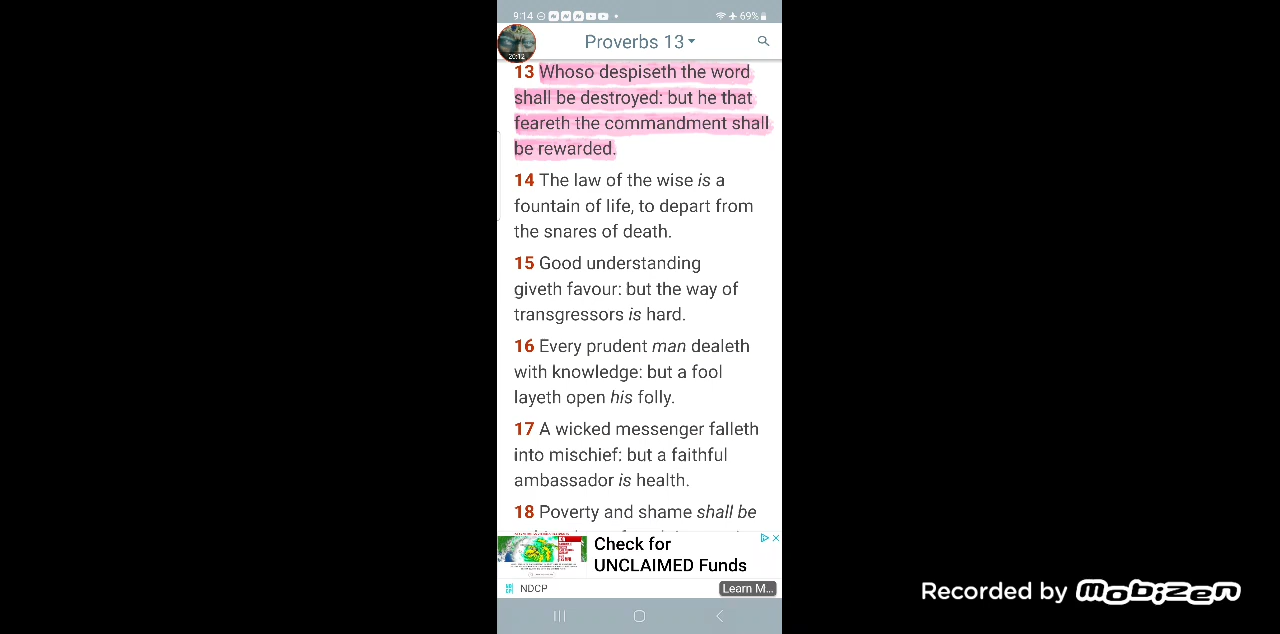 9:14 69%
20:12
Proverbs 13
13 Whoso despiseth the word
shall be destroyed: but he that
feareth the commandment shall
be rewarded.
14 The law of the wise is a
fountain of life, to depart from
the snares of death.
15 Good understanding
giveth favour: but the way of
transgressors is hard.
16 Every prudent man dealeth
with knowledge: but a fool
layeth open his folly.
17 A wicked messenger falleth
into mischief: but a faithful
ambassador is health.
18 Poverty and shame shall be
Check for
UNCLAIMED Funds
NDCP
Learn M...
Recorded by mobizen